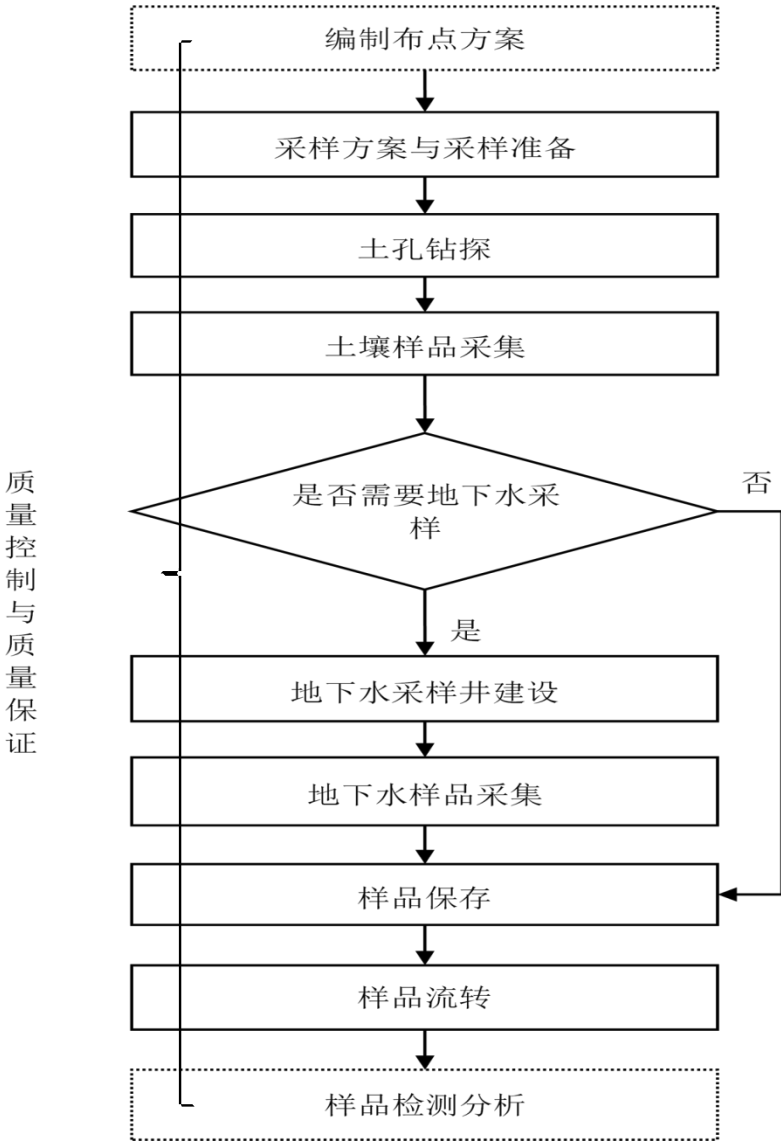 编制布点方案
采样方案与采样准备
土孔钻探
土壤样品采集
是否需要地下水采
样
否
是
地下水采样井建设
地下水样品采集
样品保存
样品流转
样品检测分析
质量控制与质量保证